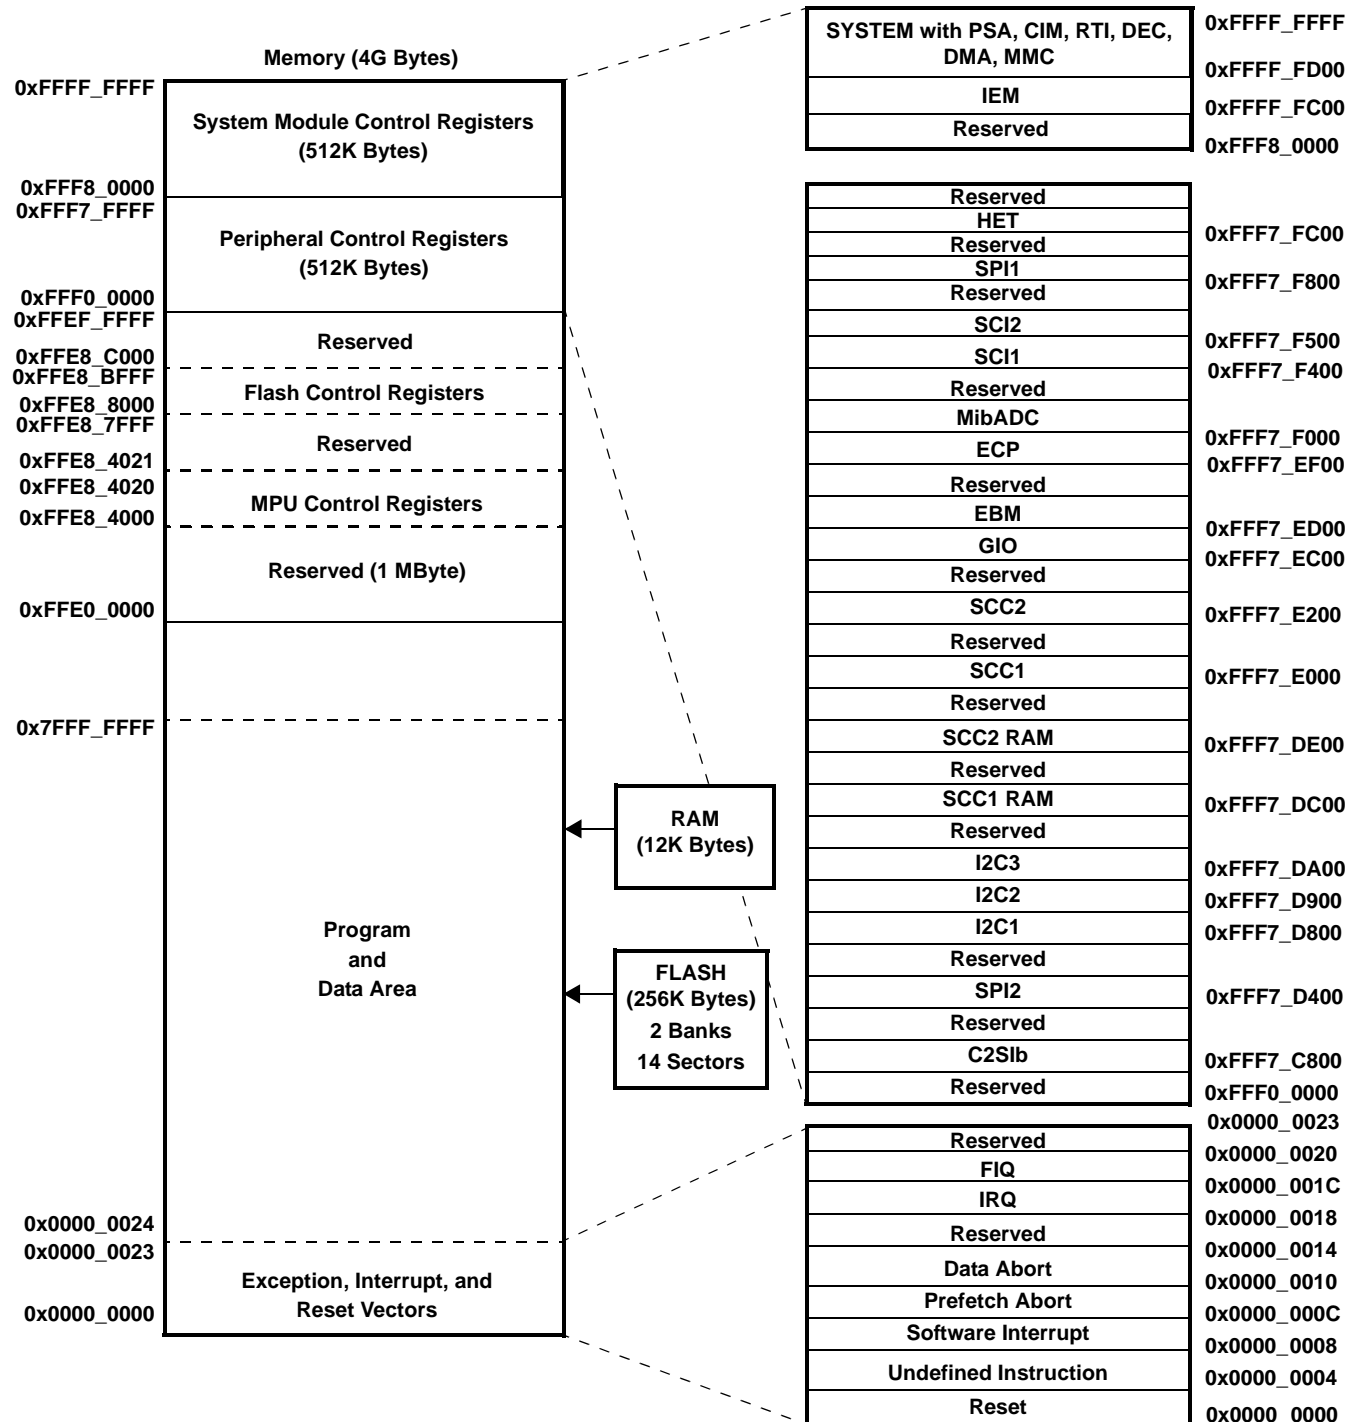 Memory (4G Bytes)
0xFFFF_FFFF
System Module Control Registers
(512K Bytes)
0xFFF8_0000
0xFFF7_FFFF
Peripheral Control Registers
(512K Bytes)
0xFFF0_0000
0xFFEF_FFFF
Reserved
0xFFE8_C000
0xFFE8_BFFF
Flash Control Registers
0xFFE8_8000
0xFFE8_7FFF
Reserved
0xFFE8_4021
0xFFE8_4020
MPU Control Registers
0xFFE8_4000
Reserved (1 MByte)
0xFFE0_0000
0x7FFF_FFFF
Program
and
Data Area
0x0000_0024
0x0000_0023
Exception, Interrupt, and
Reset Vectors
0x0000_0000
RAM
(12K Bytes)
FLASH
(256K Bytes)
2 Banks
14 Sectors
SYSTEM with PSA, CIM, RTI, DEC,
DMA, MMC
0xFFFF_FFFF
0xFFFF_FD00
IEM
0xFFFF_FC00
Reserved
0xFFF8_0000
Reserved
HET
0xFFF7_FC00
Reserved
SPI1
0xFFF7_F800
Reserved
SCI2
0xFFF7_F500
SCI1
0xFFF7_F400
Reserved
MibADC
0xFFF7_F000
ECP
0xFFF7_EF00
Reserved
EBM
0xFFF7_ED00
GIO
0xFFF7_EC00
Reserved
SCC2
0xFFF7_E200
Reserved
SCC1
0xFFF7_E000
Reserved
SCC2 RAM
0xFFF7_DE00
Reserved
SCC1 RAM
0xFFF7_DC00
Reserved
I2C3
0xFFF7_DA00
I2C2
0xFFF7_D900
I2C1
0xFFF7_D800
Reserved
SPI2
0xFFF7_D400
Reserved
C2SIb
0xFFF7_C800
Reserved
0xFFF0_0000
0x0000_0023
Reserved
0x0000_0020
FIQ
0x0000_001C
IRQ
0x0000_0018
Reserved
0x0000_0014
Data Abort
0x0000_0010
Prefetch Abort
0x0000_000C
Software Interrupt
0x0000_0008
Undefined Instruction
0x0000_0004
Reset
0x0000_0000